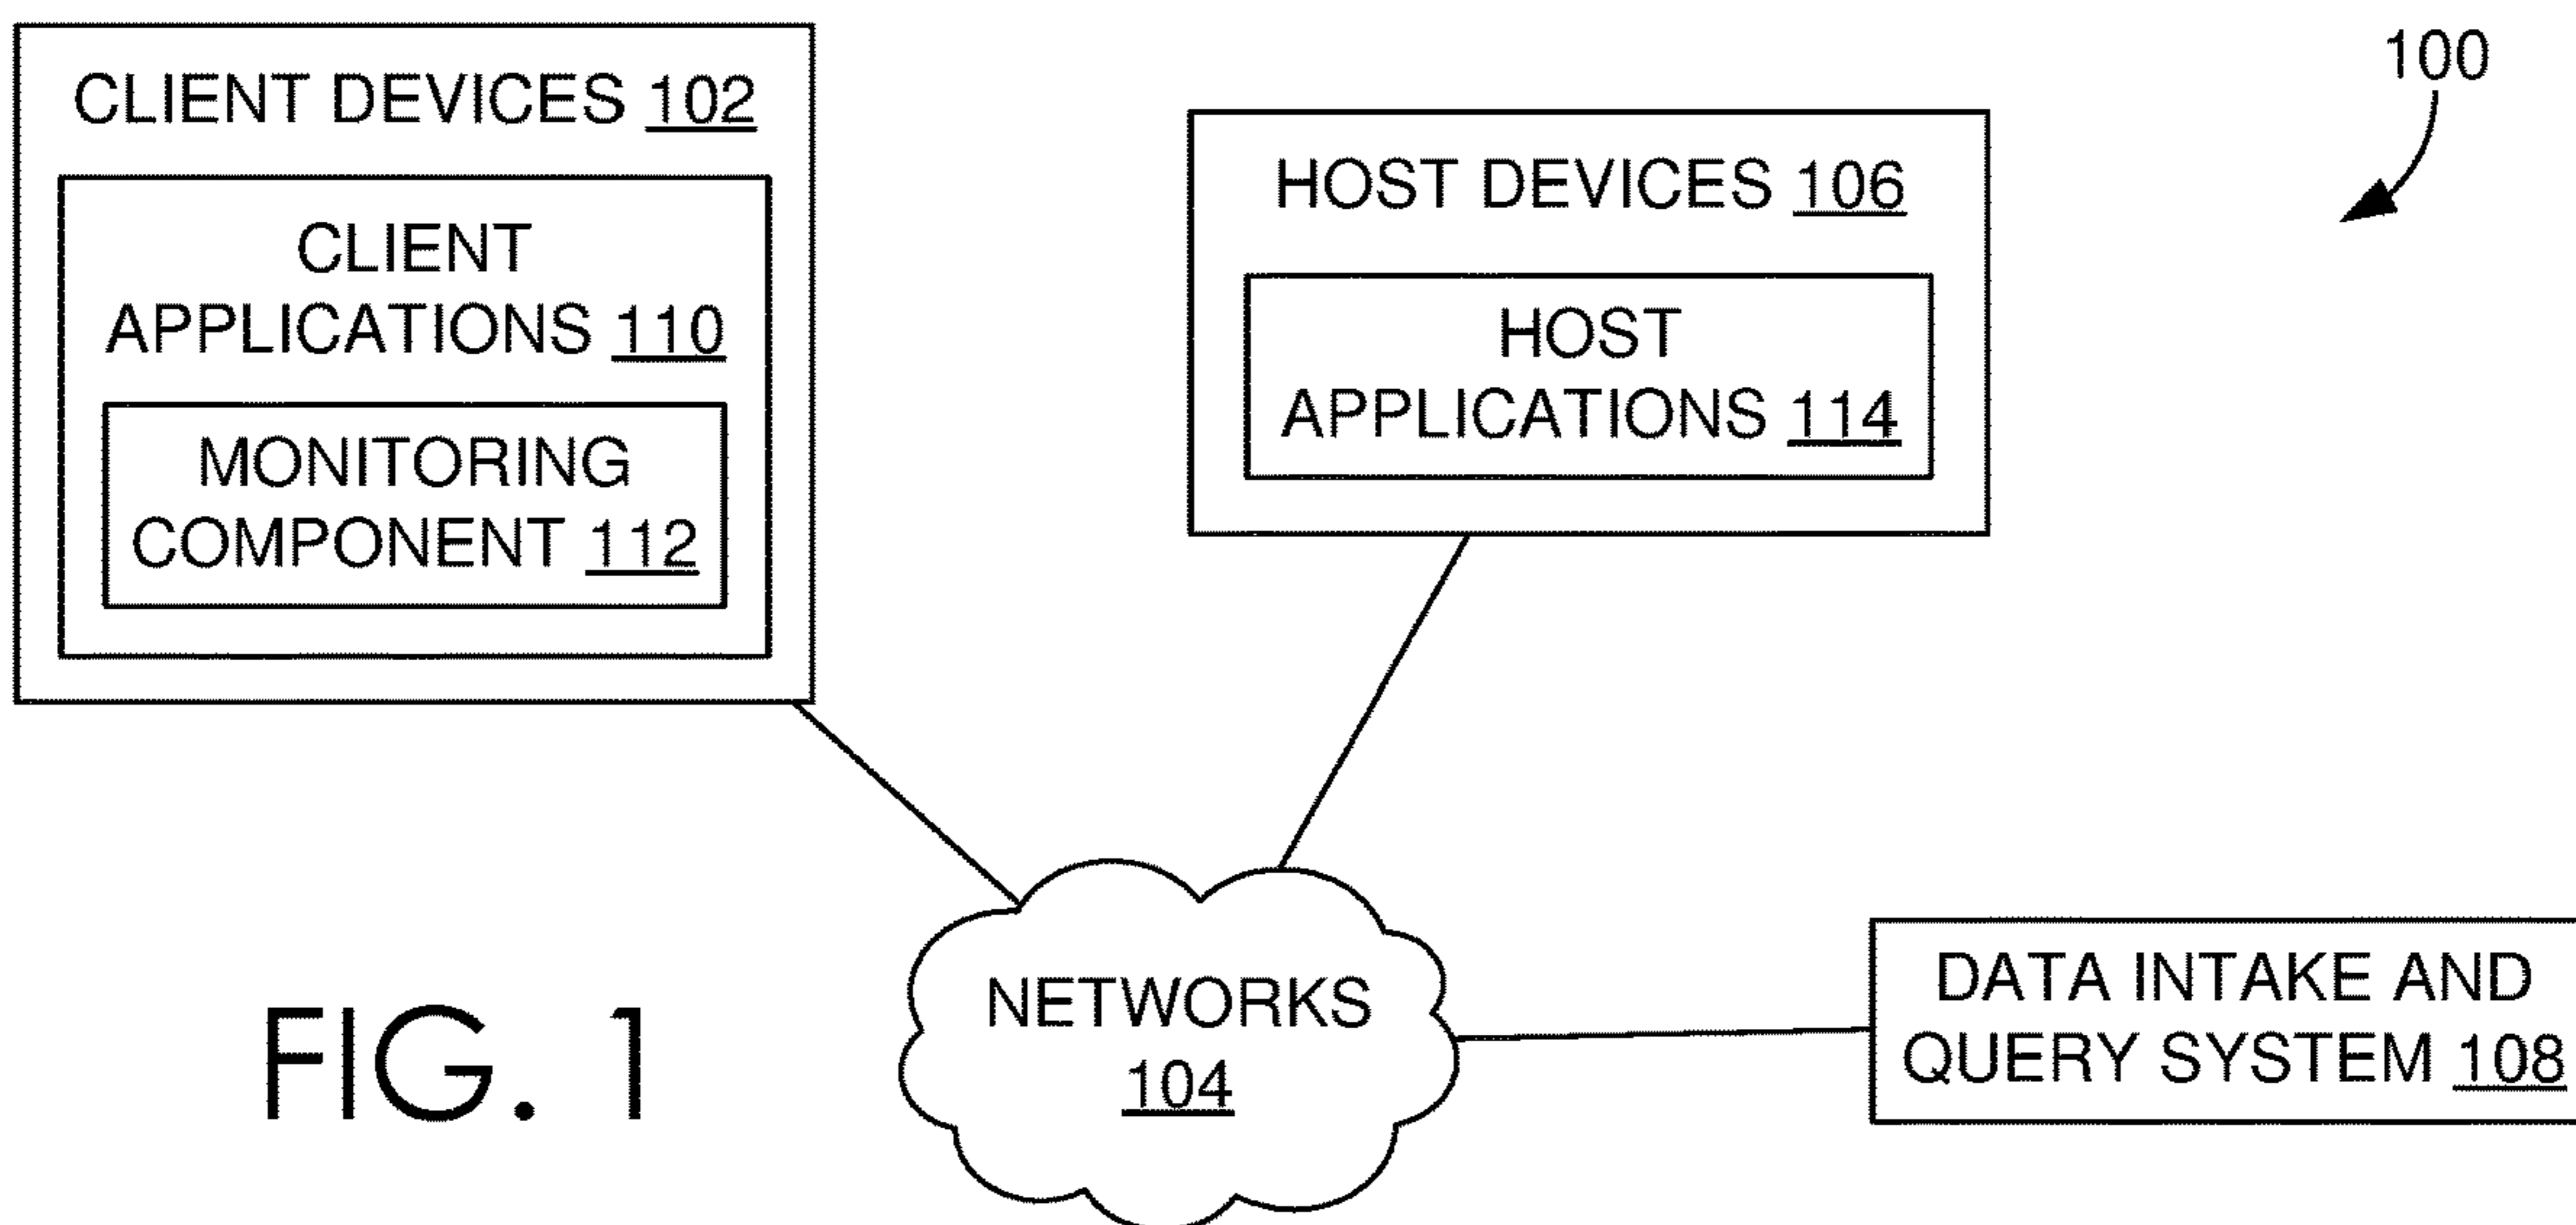 100
CLIENT DEVICES 102
CLIENT
APPLICATIONS 110
MONITORING
COMPONENT 112
HOST DEVICES 106
HOST
APPLICATIONS 114
NETWORKS
104
DATA INTAKE AND
QUERY SYSTEM 108
FIG. 1